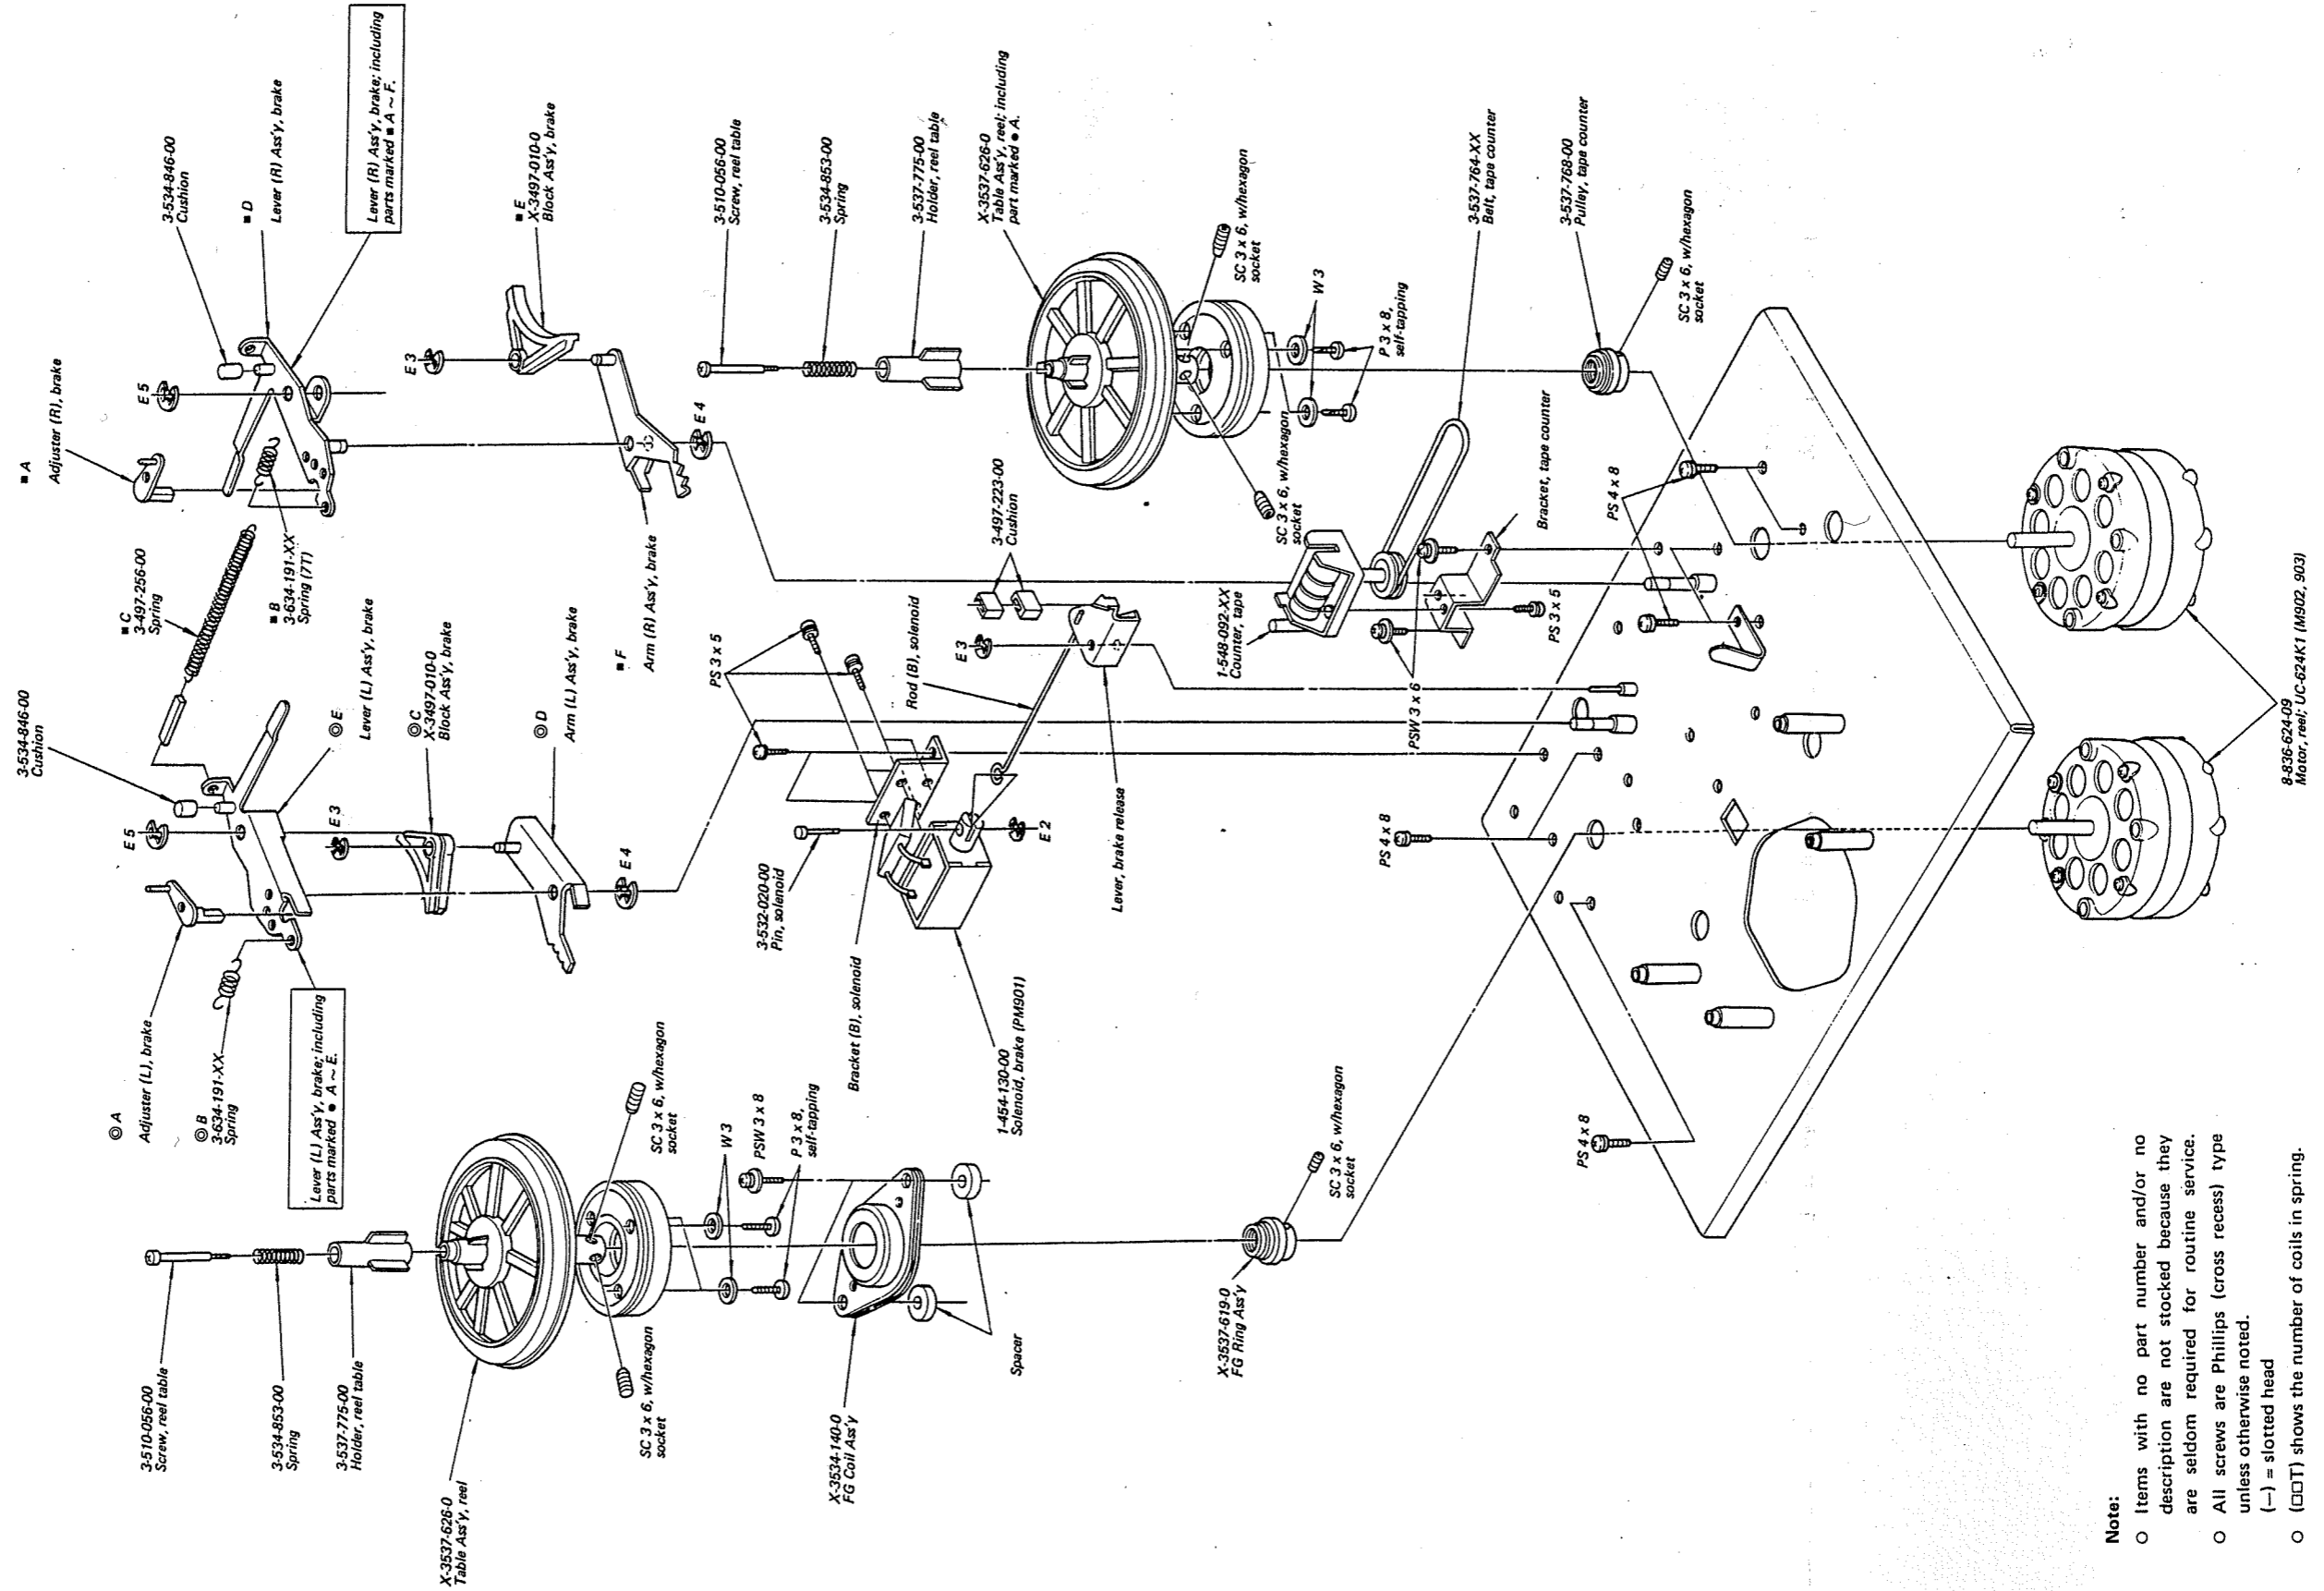 3-534-846-00
Cushion
E 5
◎ A
Adjuster (L), brake
◎ B
3-634-191-XX
Spring
Lever (L) Ass'y, brake; including
parts marked ● A ~ E.
◎ E
Lever (L) Ass'y, brake
E 3
◎ C
X-3497-010-0
Block Ass'y, brake
◎ D
Arm (L) Ass'y, brake
E 4
■ C
3-497-256-00
Spring
■ B
3-634-191-XX
Spring (7T)
■ A
Adjuster (R), brake
E 5
3-534-846-00
Cushion
■ D
Lever (R) Ass'y, brake
Lever (R) Ass'y, brake; including
parts marked ■ A ~ F.
E 3
■ E
X-3497-010-0
Block Ass'y, brake
■ F
Arm (R) Ass'y, brake
E 4
3-510-056-00
Screw, reel table
3-534-853-00
Spring
3-537-775-00
Holder, reel table
X-3537-626-0
Table Ass'y, reel
SC 3 x 6, w/hexagon
socket
SC 3 x 6, w/hexagon
socket
W 3
PSW 3 x 8
P 3 x 8,
self-tapping
X-3534-140-0
FG Coil Ass'y
Spacer
X-3537-619-0
FG Ring Ass'y
SC 3 x 6, w/hexagon
socket
PS 3 x 5
3-532-020-00
Pin, solenoid
Bracket (B), solenoid
E 2
1-454-130-00
Solenoid, brake (PM901)
Rod (B), solenoid
E 3
3-497-223-00
Cushion
Lever, brake release
3-510-056-00
Screw, reel table
3-534-853-00
Spring
3-537-775-00
Holder, reel table
X-3537-626-0
Table Ass'y, reel; including
part marked ● A.
SC 3 x 6, w/hexagon
socket
SC 3 x 6, w/hexagon
socket
W 3
P 3 x 8,
self-tapping
1-548-092-XX
Counter, tape
PSW 3 x 6
PS 3 x 5
Bracket, tape counter
3-537-764-XX
Belt, tape counter
3-537-768-00
Pulley, tape counter
SC 3 x 6, w/hexagon
socket
PS 4 x 8
PS 4 x 8
PS 4 x 8
8-836-624-09
Motor, reel; UC-624K1 (M902, 903)
Note:
○ Items with no part number and/or no
description are not stocked because they
are seldom required for routine service.
○ All screws are Phillips (cross recess) type
unless otherwise noted.
(—) = slotted head
○ (□□T) shows the number of coils in spring.